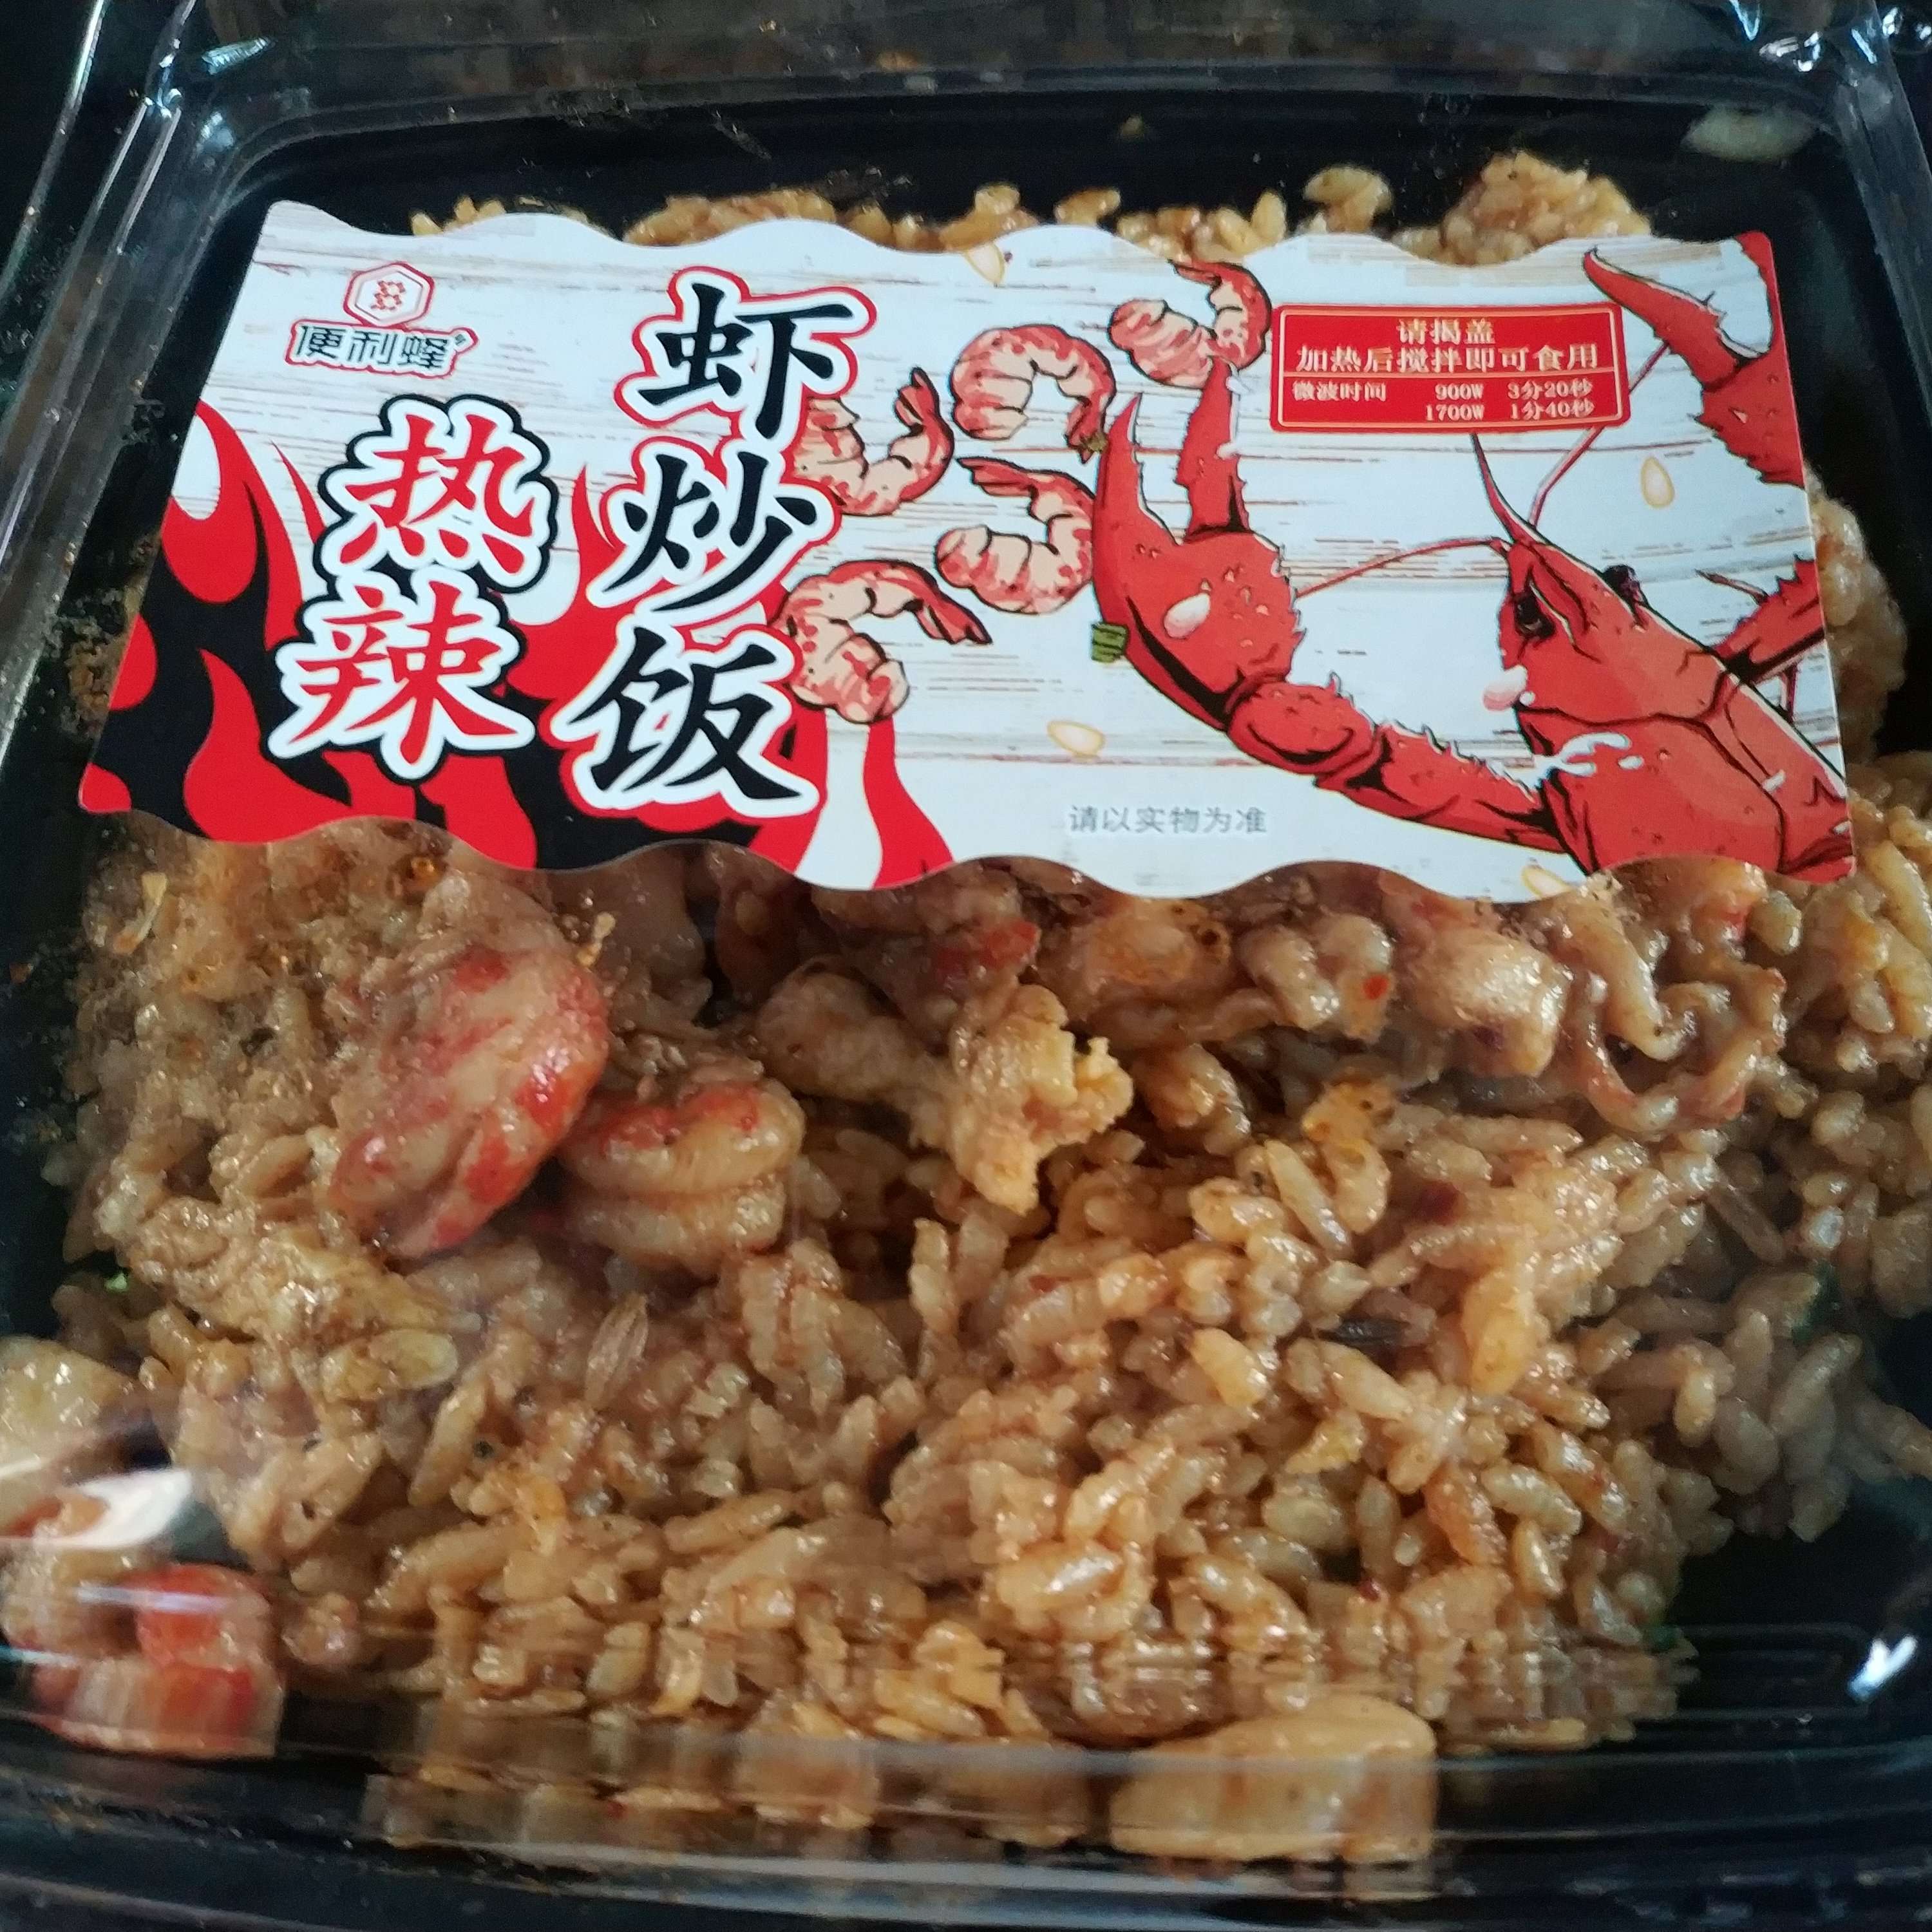 便利蜂
热辣
虾炒饭
请揭盖
加热后搅拌即可食用
微波时间 900W 3分20秒
1700W 1分40秒
请以实物为准